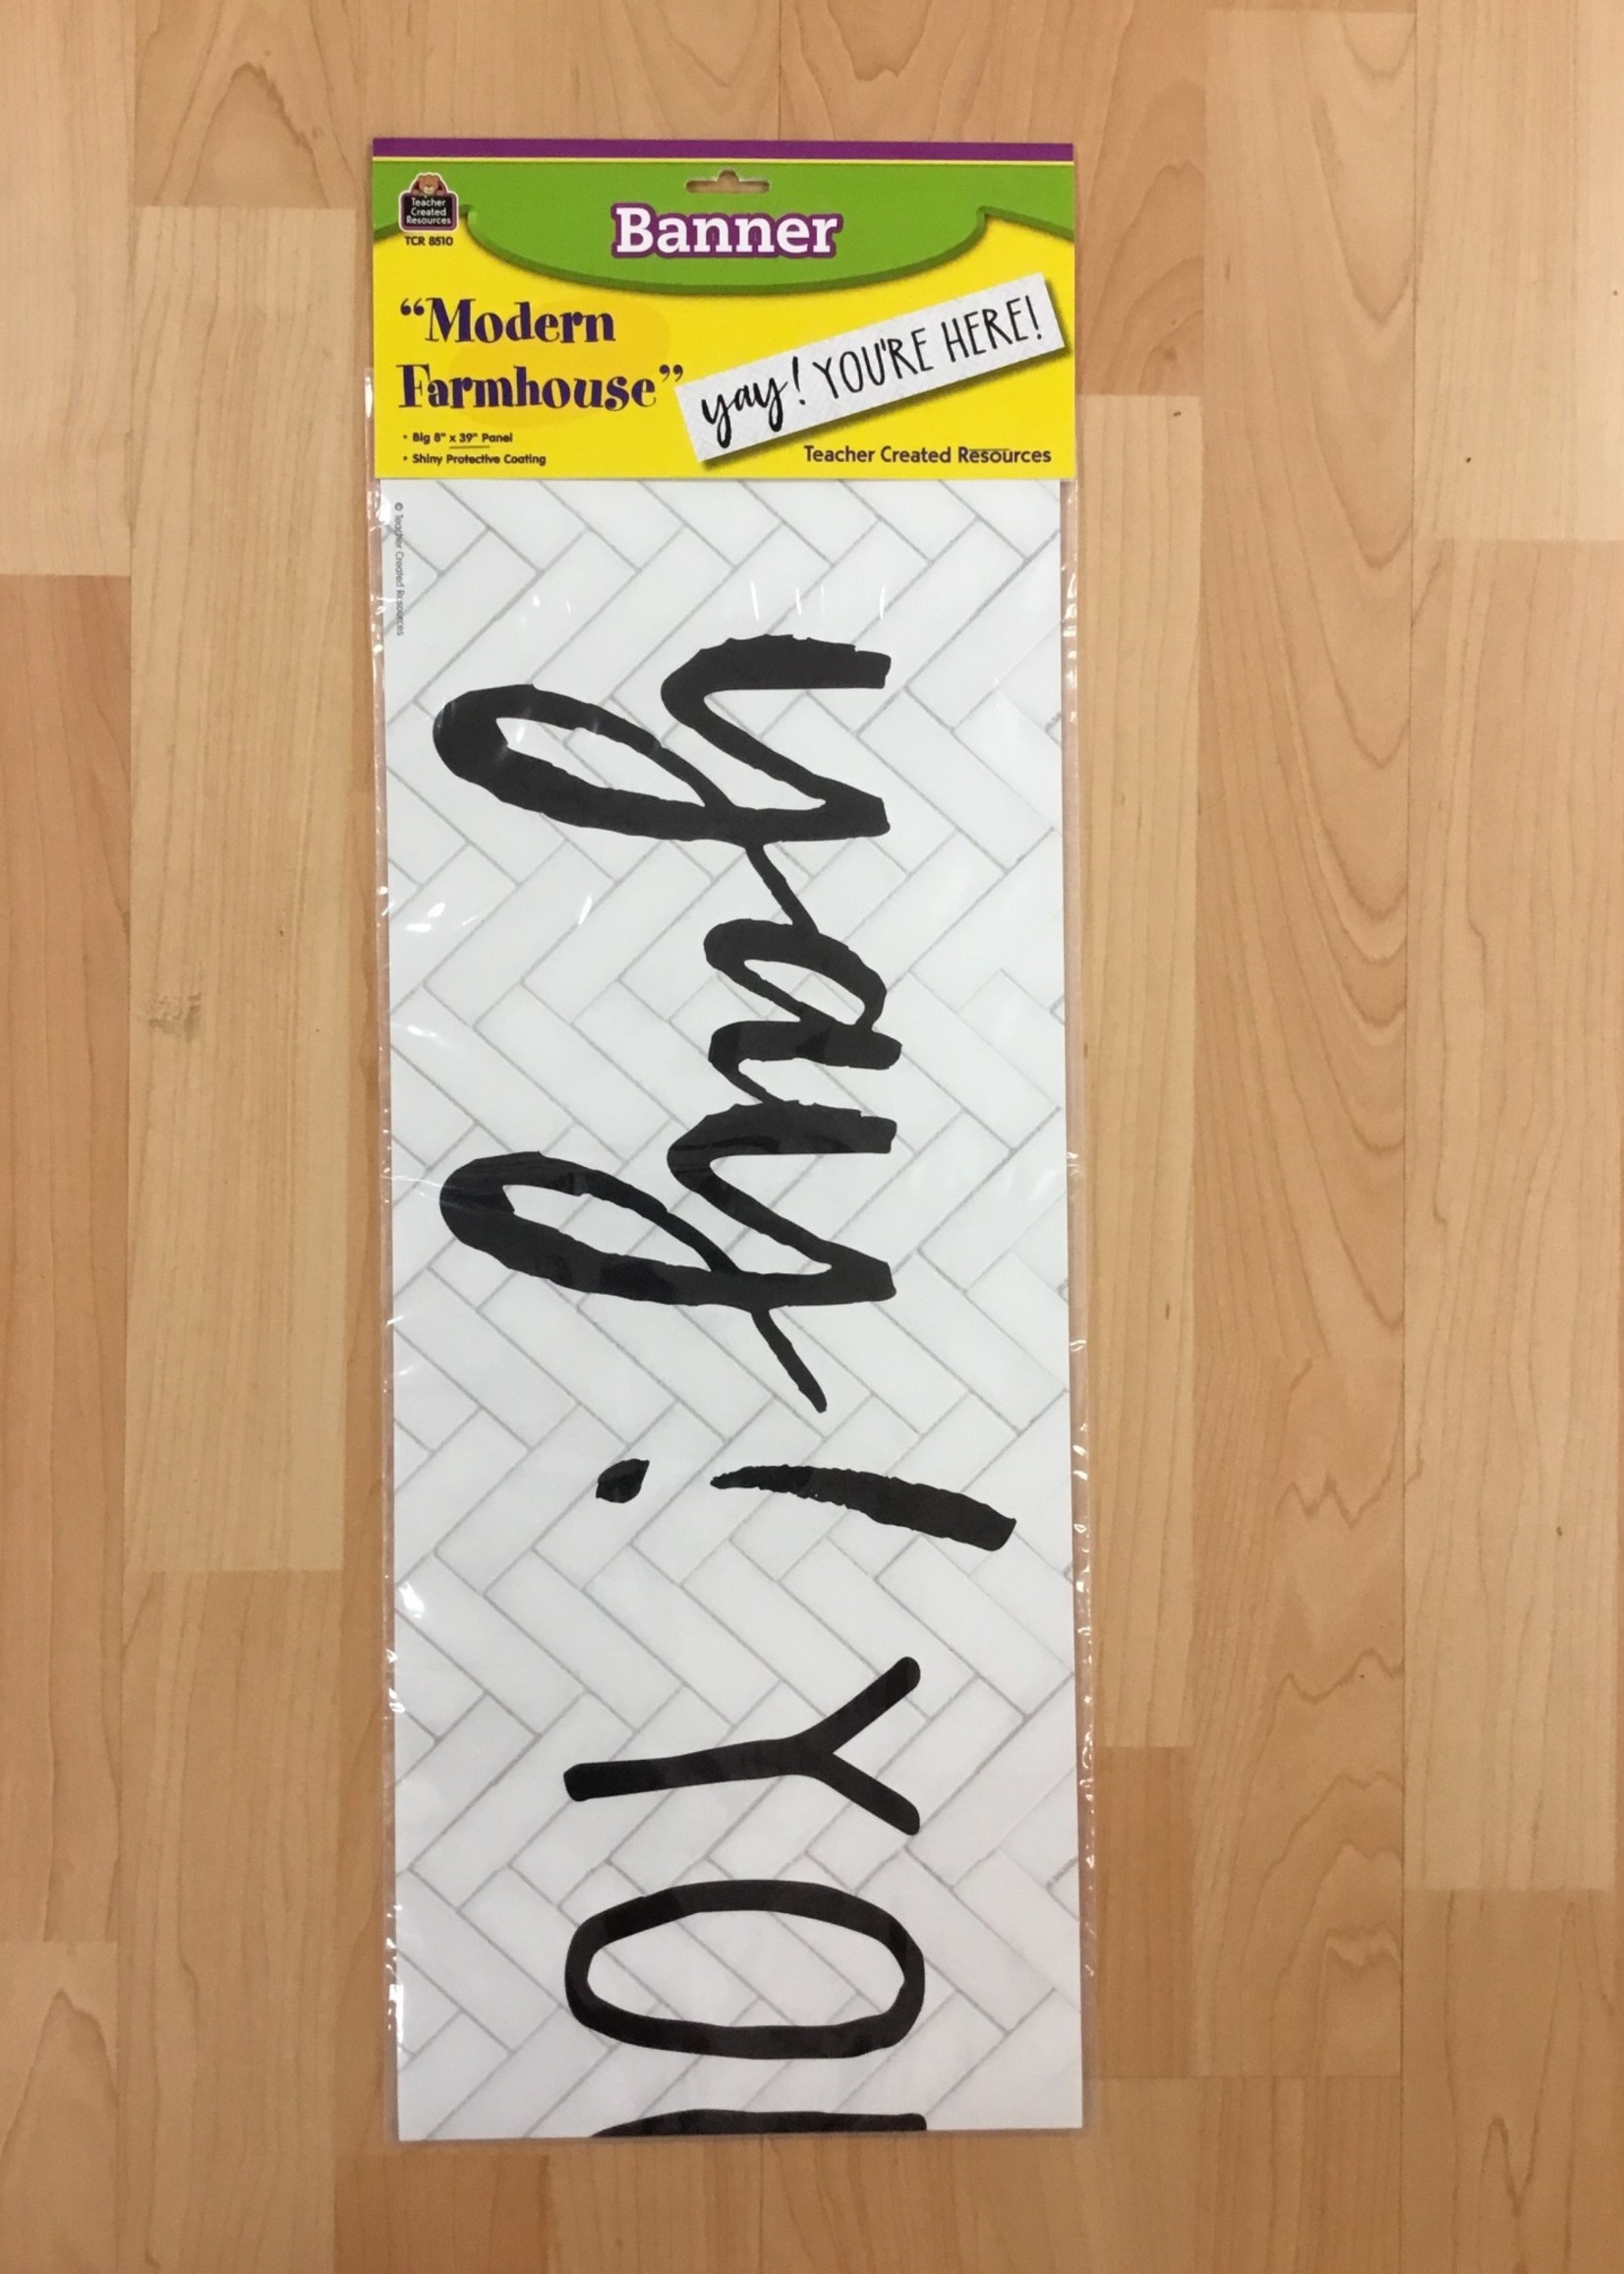 Teacher
Created
Resources
TCR 8510
Banner
“Modern
Farmhouse”
• Big 8" x 39" Panel
• Shiny Protective Coating
yay! YOU'RE HERE!
Teacher Created Resources
© Teacher Created Resources
yay! YO